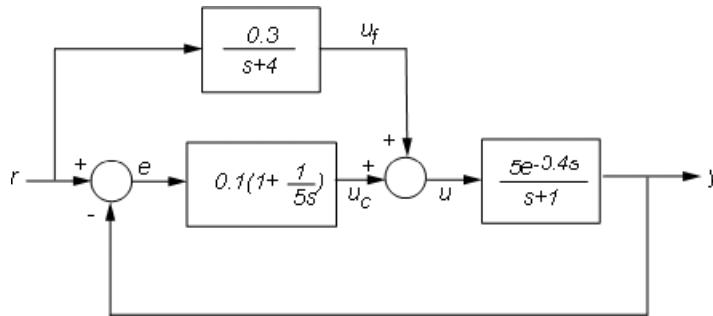 0.3
s+4
u_f
+
r
+
e
-
0.1(1+ 1
5s)
u_c
+
u
5e^-0.4s
s+1
y